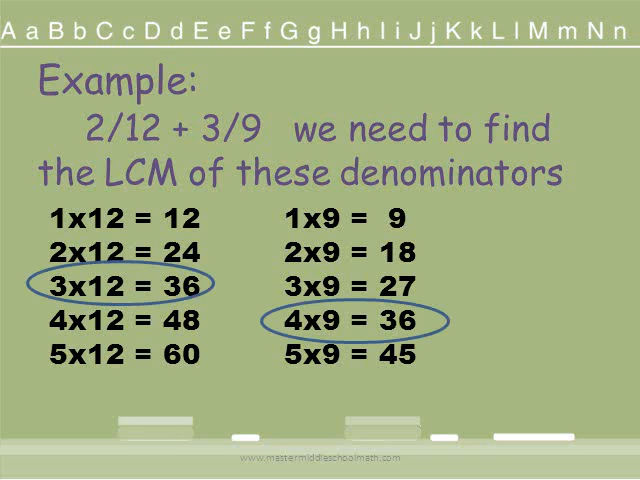 A a B b C c D d E e F f G g H h I i J j K k L l M m N n
Example:
2/12 + 3/9 we need to find
the LCM of these denominators
1x12 = 12 1x9 = 9
2x12 = 24 2x9 = 18
3x12 = 36 3x9 = 27
4x12 = 48 4x9 = 36
5x12 = 60 5x9 = 45
www.mastermiddleschoolmath.com